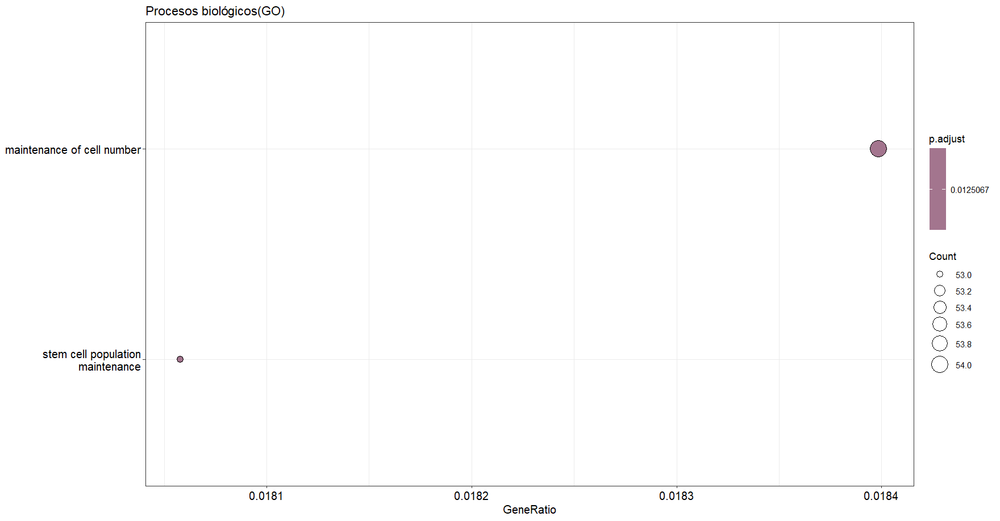 Procesos biológicos(GO)
maintenance of cell number
stem cell population
maintenance
0.0181
0.0182
0.0183
0.0184
GeneRatio
p.adjust
0.0125067
Count
53.0
53.2
53.4
53.6
53.8
54.0